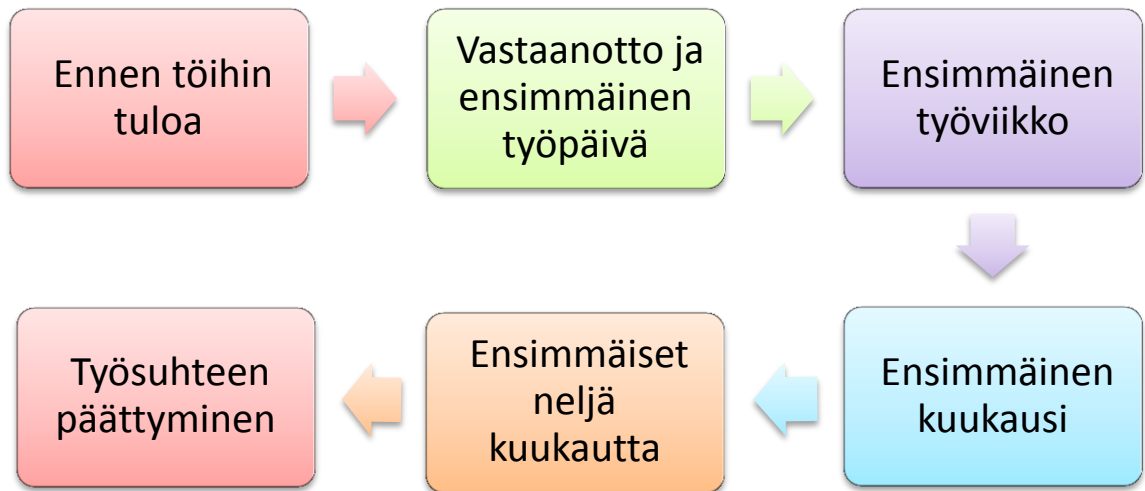 Ennen töihin
tuloa
Vastaanotto ja
ensimmäinen
työpäivä
Ensimmäinen
työviikko
Ensimmäinen
kuukausi
Ensimmäiset
neljä
kuukautta
Työsuhteen
päättyminen